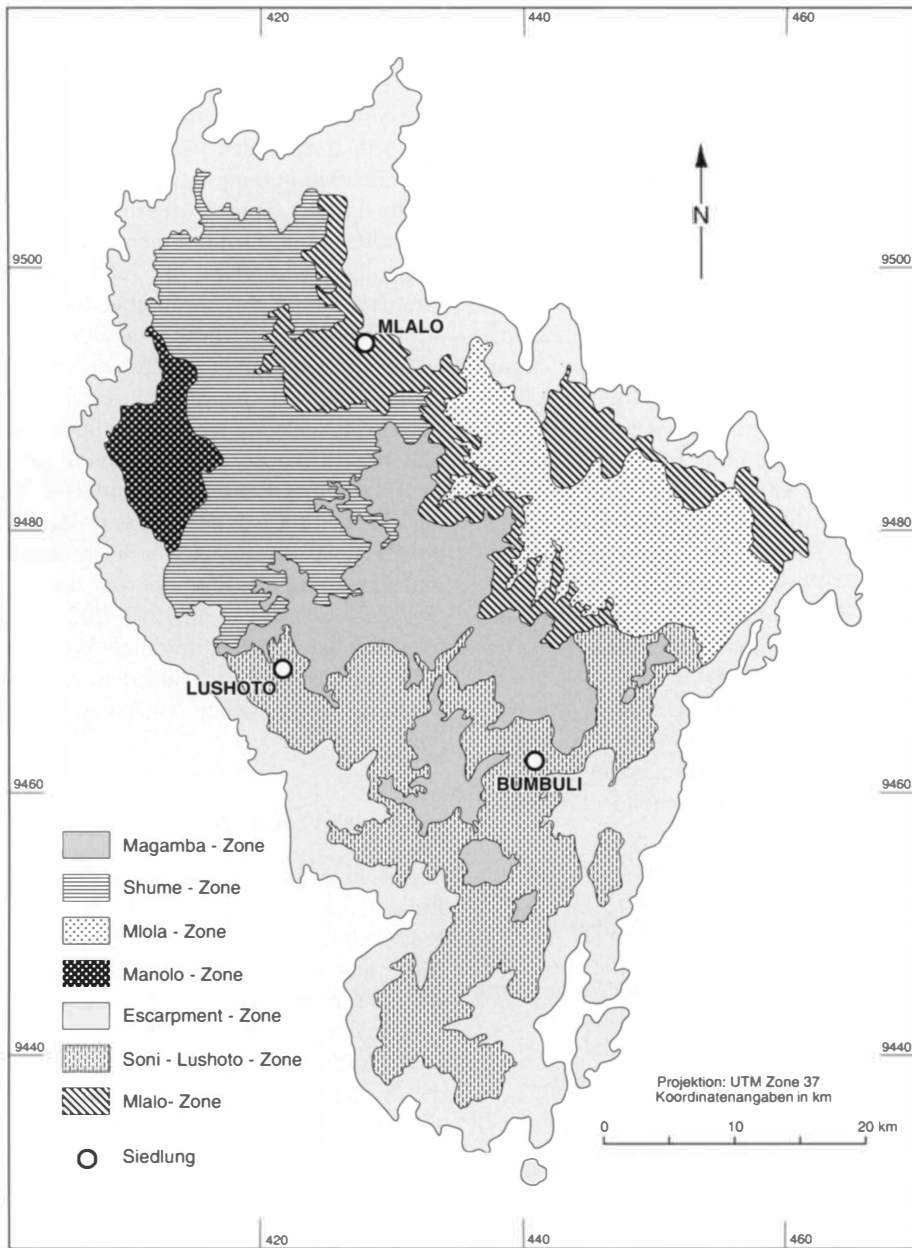 420 440 460
N
9500 9500
MLALO
9480 9480
LUSHOTO
BUMBULI
9460 9460
Magamba - Zone
Shume - Zone
Mlola - Zone
Manolo - Zone
Escarpment - Zone
Soni - Lushoto - Zone
Mlalo- Zone
Siedlung
9440 9440
Projektion: UTM Zone 37
Koordinatenangaben in km
0 10 20 km
420 440 460